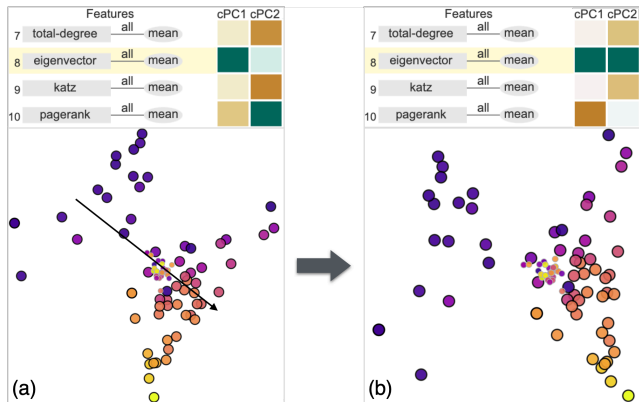 Features cPC1 cPC2
7 total-degree all mean
8 eigenvector all mean
9 katz all mean
10 pagerank all mean
(a)
Features cPC1 cPC2
7 total-degree all mean
8 eigenvector all mean
9 katz all mean
10 pagerank all mean
(b)